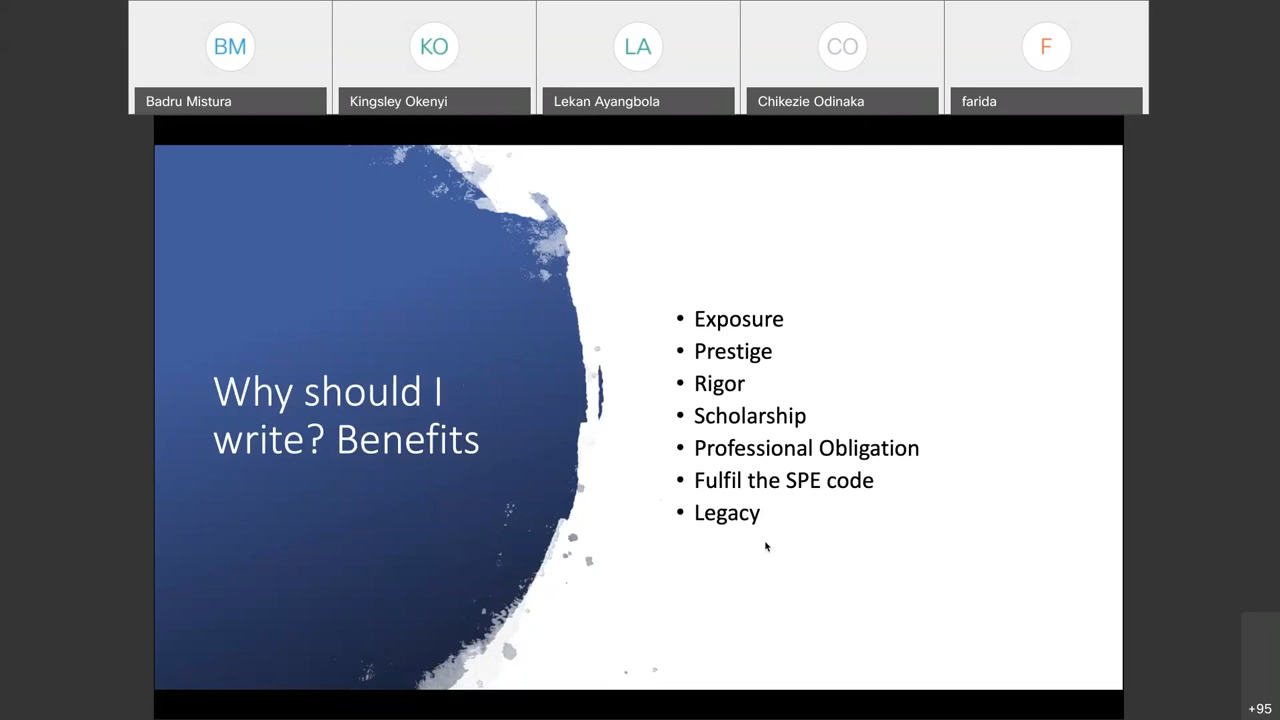 BM
KO
LA
CO
F
Badru Mistura
Kingsley Okenyi
Lekan Ayangbola
Chikezie Odinaka
farida
Why should I
write? Benefits
• Exposure
• Prestige
• Rigor
• Scholarship
• Professional Obligation
• Fulfil the SPE code
• Legacy
+95